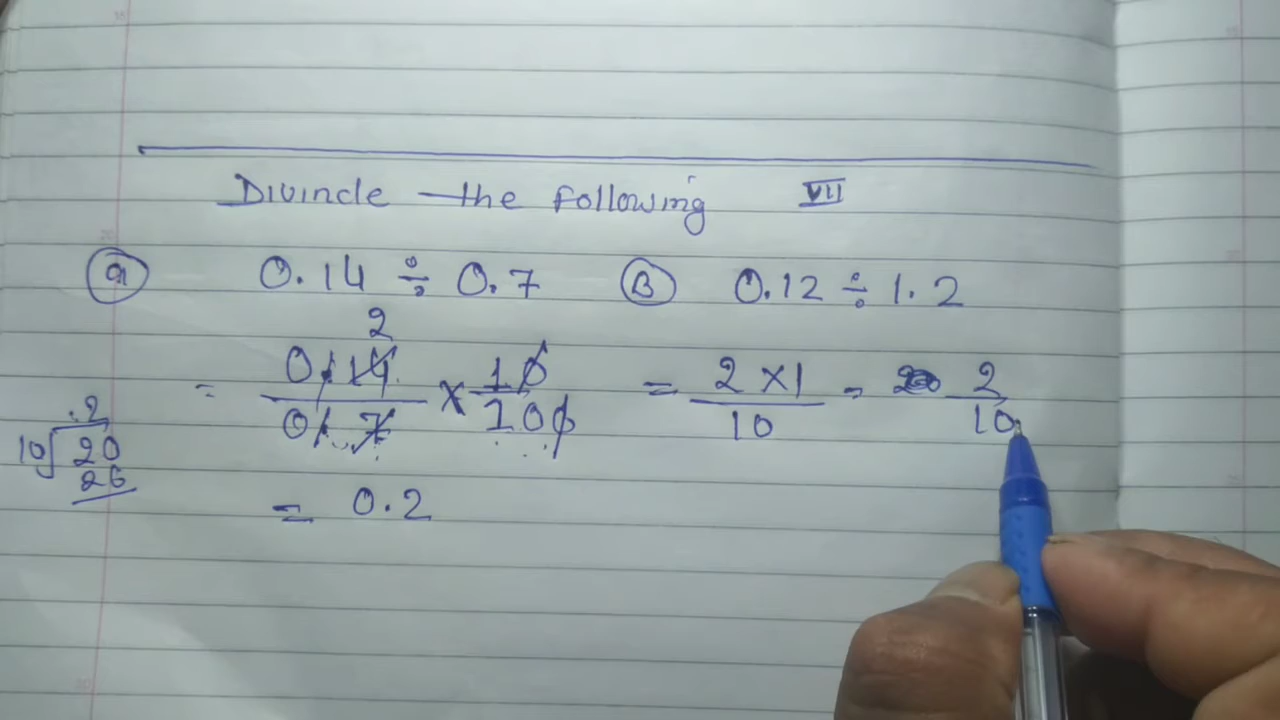 Divincle the following VII
a 0.14 ÷ 0.7 B 0.12 ÷ 1.2
2
= 0.14 / 0.7 × 10 / 100 = 2 × 1 / 10 = 2 / 10
.2
10 20
20
= 0.2